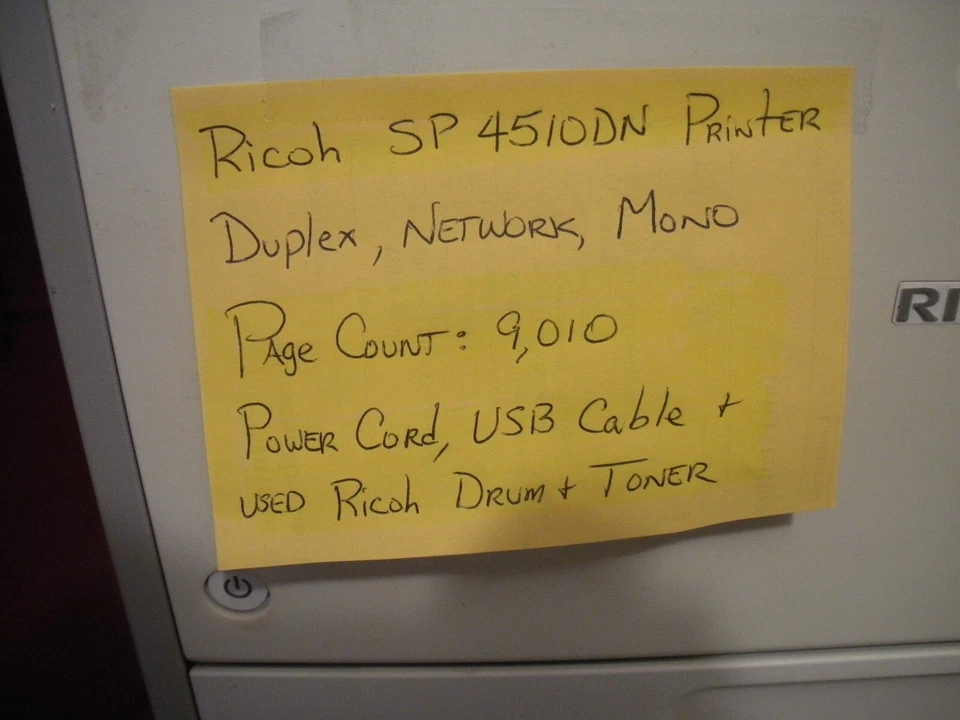 Ricoh SP 4510DN Printer
Duplex, Network, Mono
Page Count: 9,010
Power Cord, USB Cable +
used Ricoh Drum + Toner
RI